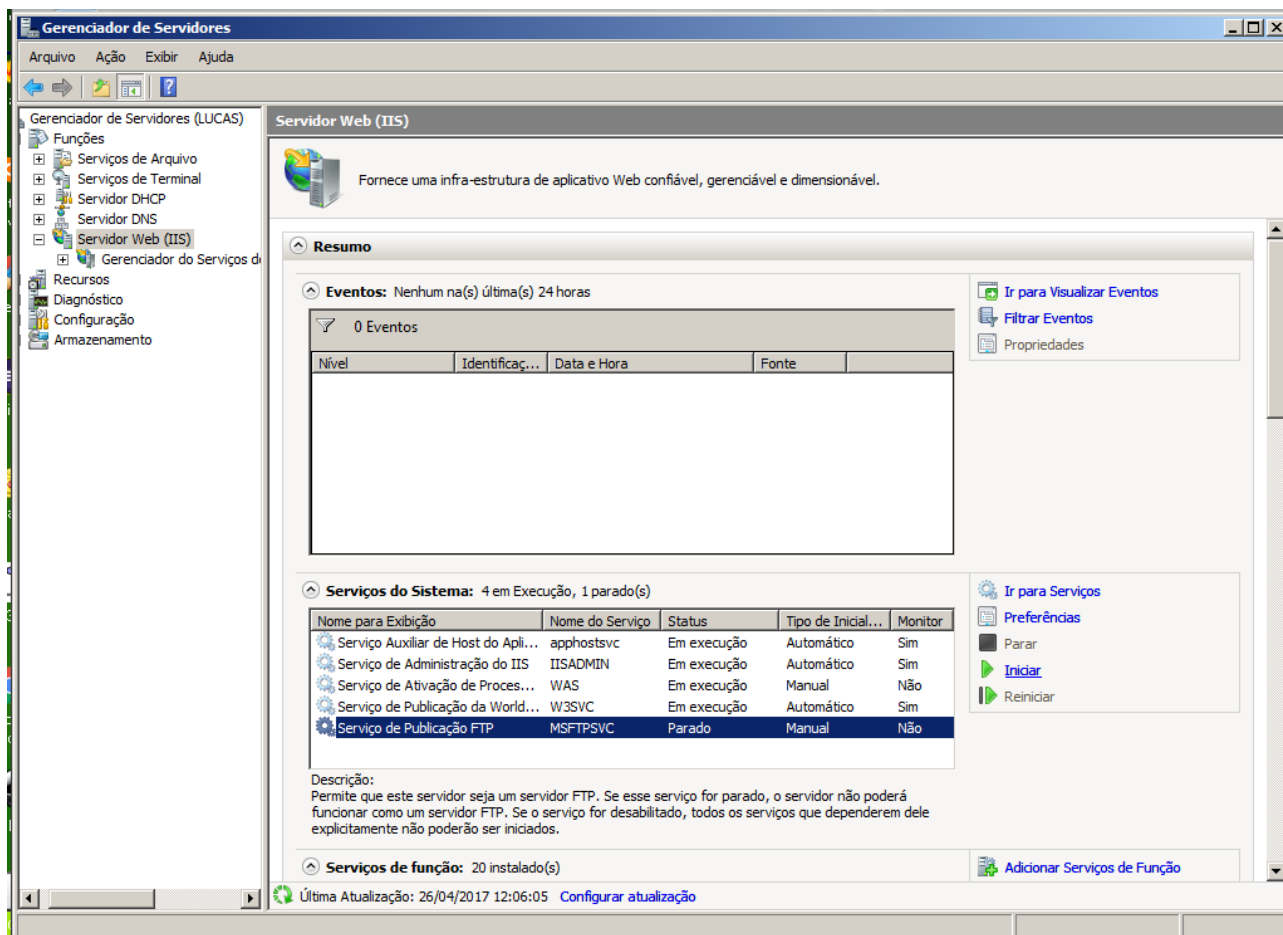 Gerenciador de Servidores
Arquivo Ação Exibir Ajuda
Gerenciador de Servidores (LUCAS)
Funções
Serviços de Arquivo
Serviços de Terminal
Servidor DHCP
Servidor DNS
Servidor Web (IIS)
Gerenciador do Serviços d
Recursos
Diagnóstico
Configuração
Armazenamento
Servidor Web (IIS)
Fornece uma infra-estrutura de aplicativo Web confiável, gerenciável e dimensionável.
Resumo
Eventos: Nenhum na(s) última(s) 24 horas
0 Eventos
Nível Identificaç... Data e Hora Fonte
Ir para Visualizar Eventos
Filtrar Eventos
Propriedades
Serviços do Sistema: 4 em Execução, 1 parado(s)
Nome para Exibição Nome do Serviço Status Tipo de Inicial... Monitor
Serviço Auxiliar de Host do Apli... apphostsvc Em execução Automático Sim
Serviço de Administração do IIS IISADMIN Em execução Automático Sim
Serviço de Ativação de Proces... WAS Em execução Manual Não
Serviço de Publicação da World... W3SVC Em execução Automático Sim
Serviço de Publicação FTP MSFTPSVC Parado Manual Não
Ir para Serviços
Preferências
Parar
Iniciar
Reiniciar
Descrição:
Permite que este servidor seja um servidor FTP. Se esse serviço for parado, o servidor não poderá
funcionar como um servidor FTP. Se o serviço for desabilitado, todos os serviços que dependerem dele
explicitamente não poderão ser iniciados.
Serviços de função: 20 instalado(s)
Adicionar Serviços de Função
Última Atualização: 26/04/2017 12:06:05 Configurar atualização